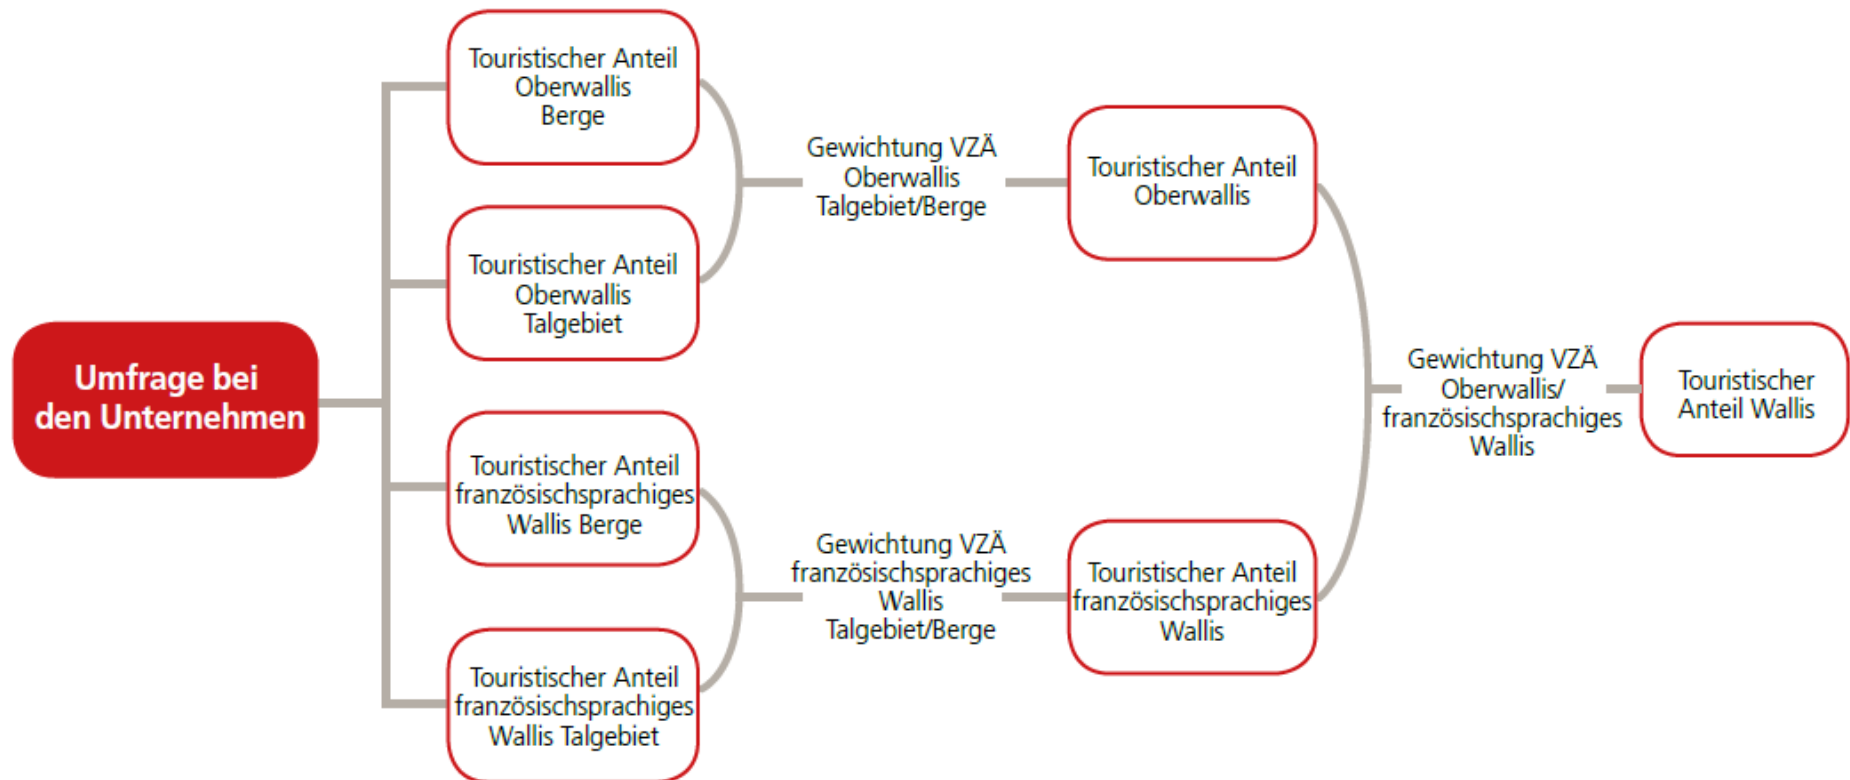 Umfrage bei
den Unternehmen
Touristischer Anteil
Oberwallis
Berge
Touristischer Anteil
Oberwallis
Talgebiet
Touristischer Anteil
französischsprachiges
Wallis Berge
Touristischer Anteil
französischsprachiges
Wallis Talgebiet
Gewichtung VZÄ
Oberwallis
Talgebiet/Berge
Gewichtung VZÄ
französischsprachiges
Wallis
Talgebiet/Berge
Touristischer Anteil
Oberwallis
Touristischer Anteil
französischsprachiges
Wallis
Gewichtung VZÄ
Oberwallis/
französischsprachiges
Wallis
Touristischer
Anteil Wallis